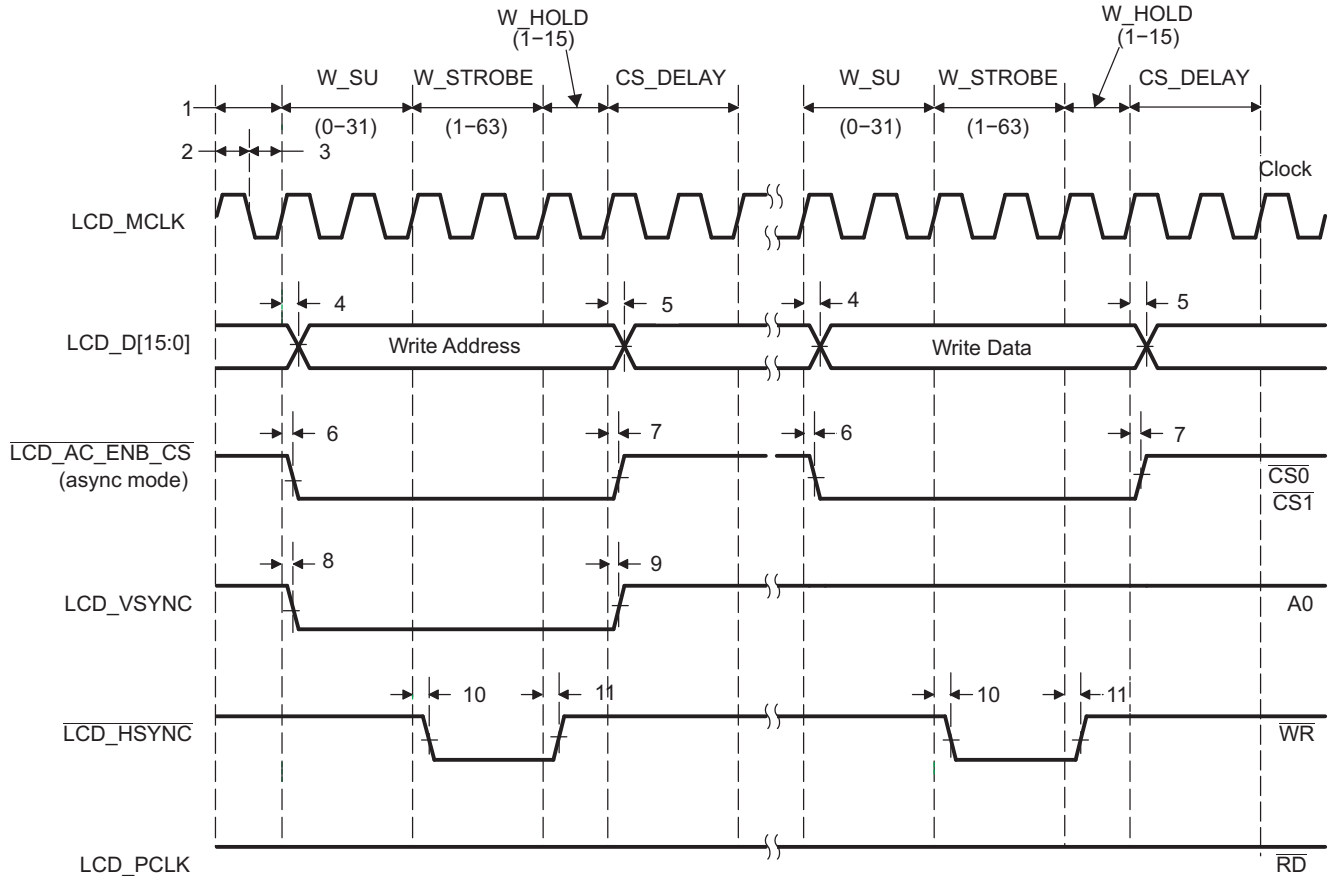 W_HOLD W_HOLD
(1−15) (1−15)
W_SU W_STROBE CS_DELAY W_SU W_STROBE CS_DELAY
1
(0−31) (1−63) (0−31) (1−63)
2 3
Clock
LCD_MCLK
4 5 4 5
LCD_D[15:0] Write Address Write Data
6 7 6 7
LCD_AC_ENB_CS
(async mode) CS0
CS1
8 9
LCD_VSYNC A0
10 11 10 11
LCD_HSYNC WR
LCD_PCLK RD